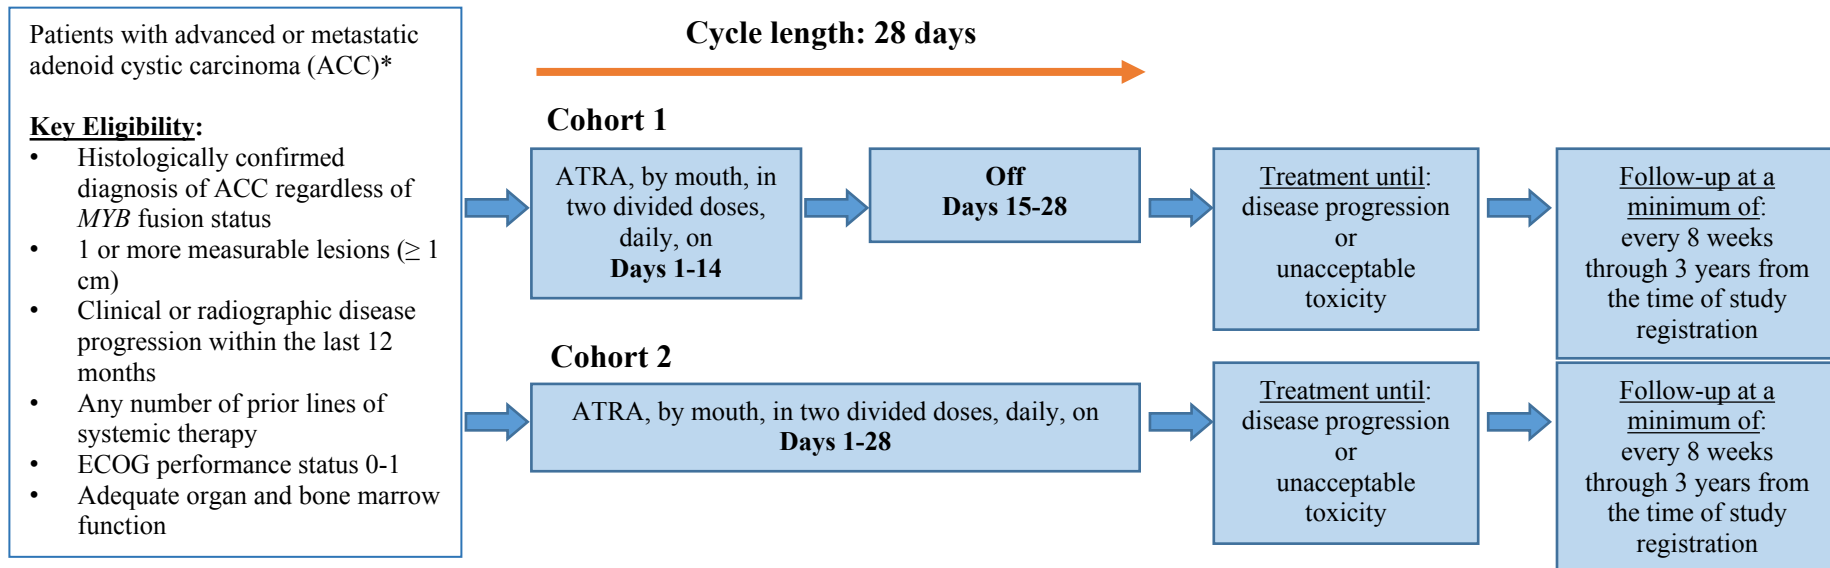 Patients with advanced or metastatic
adenoid cystic carcinoma (ACC)*
Key Eligibility:
• Histologically confirmed
diagnosis of ACC regardless of
MYB fusion status
• 1 or more measurable lesions (≥ 1
cm)
• Clinical or radiographic disease
progression within the last 12
months
• Any number of prior lines of
systemic therapy
• ECOG performance status 0-1
• Adequate organ and bone marrow
function
Cycle length: 28 days
Cohort 1
ATRA, by mouth, in
two divided doses,
daily, on
Days 1-14
Off
Days 15-28
Treatment until:
disease progression
or
unacceptable
toxicity
Follow-up at a
minimum of:
every 8 weeks
through 3 years from
the time of study
registration
Cohort 2
ATRA, by mouth, in two divided doses, daily, on
Days 1-28
Treatment until:
disease progression
or
unacceptable
toxicity
Follow-up at a
minimum of:
every 8 weeks
through 3 years from
the time of study
registration